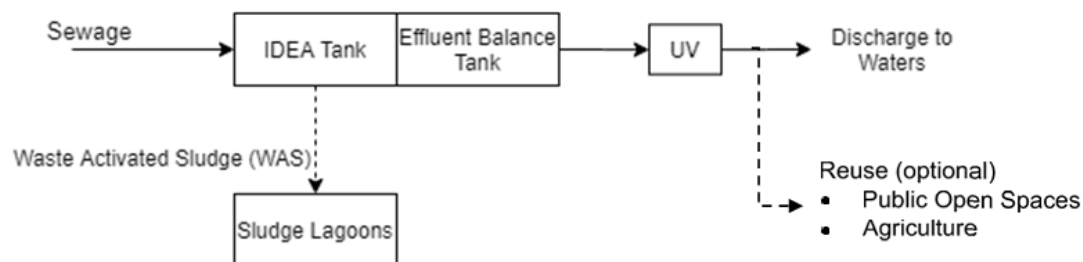 Sewage
IDEA Tank
Effluent Balance
Tank
UV
Discharge to
Waters
Waste Activated Sludge (WAS)
Sludge Lagoons
Reuse (optional)
• Public Open Spaces
• Agriculture